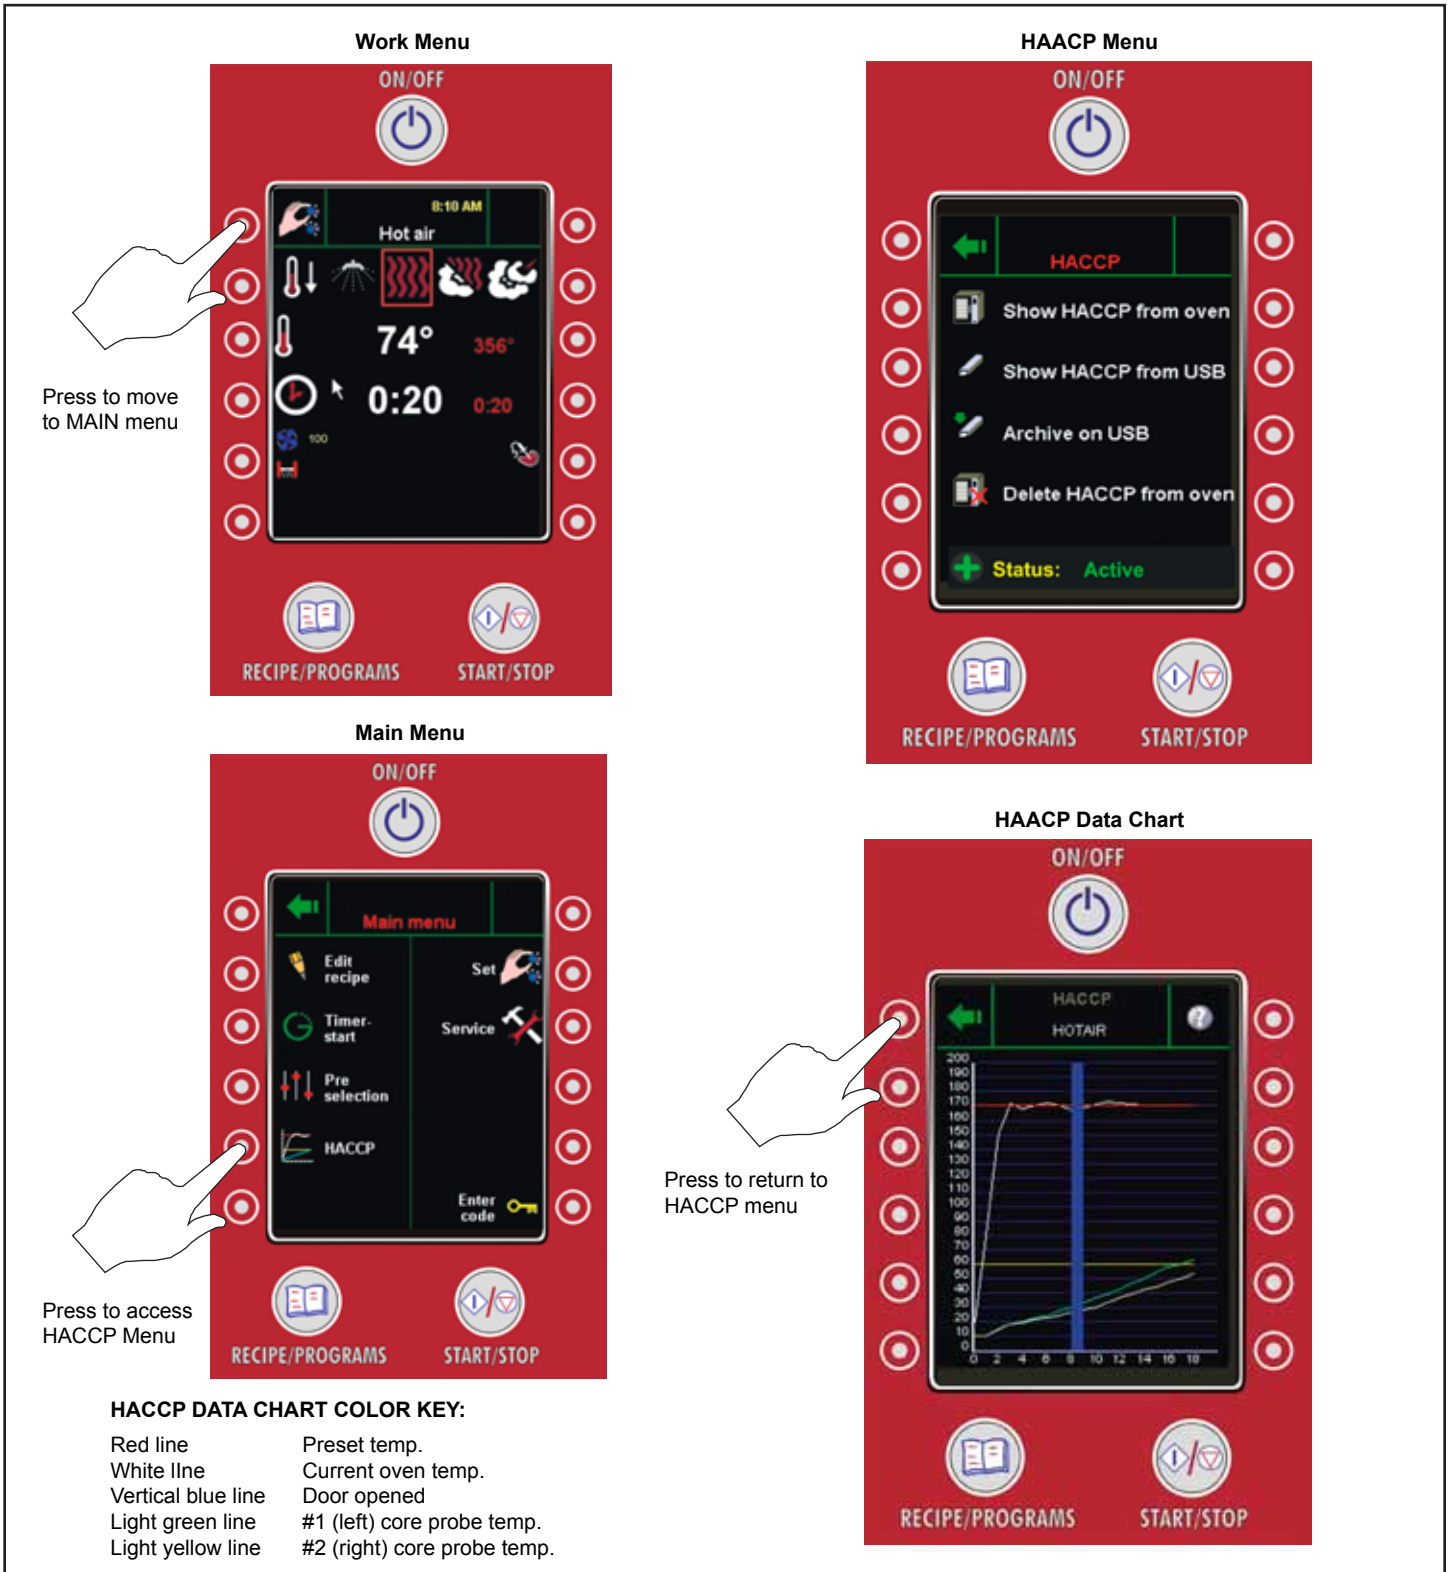 Work Menu
ON/OFF
8:10 AM
Hot air
74° 356°
0:20 0:20
100
RECIPE/PROGRAMS START/STOP
Press to move
to MAIN menu
Main Menu
ON/OFF
Main menu
Edit
recipe
Set
Timer-
start
Service
Pre
selection
HACCP
Enter
code
RECIPE/PROGRAMS START/STOP
Press to access
HACCP Menu
HACCP DATA CHART COLOR KEY:
Red line Preset temp.
White lIne Current oven temp.
Vertical blue line Door opened
Light green line #1 (left) core probe temp.
Light yellow line #2 (right) core probe temp.
HAACP Menu
ON/OFF
HACCP
Show HACCP from oven
Show HACCP from USB
Archive on USB
Delete HACCP from oven
Status: Active
RECIPE/PROGRAMS START/STOP
HAACP Data Chart
ON/OFF
HACCP
HOTAIR
?
200
190
180
170
160
150
140
130
120
110
100
90
80
70
60
50
40
30
20
10
0
0 2 4 6 8 10 12 14 16 18
RECIPE/PROGRAMS START/STOP
Press to return to
HACCP menu